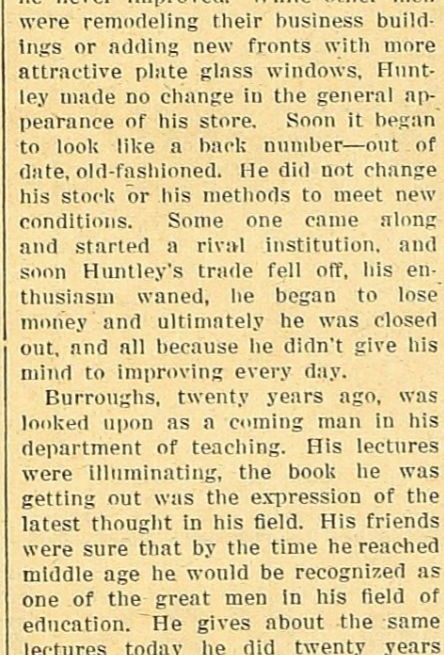 he never improved. While other men
were remodeling their business build-
ings or adding new fronts with more
attractive plate glass windows, Hunt-
ley made no change in the general ap-
pearance of his store. Soon it began
to look like a back number—out of
date, old-fashioned. He did not change
his stock or his methods to meet new
conditions. Some one came along
and started a rival institution, and
soon Huntley's trade fell off, his en-
thusiasm waned, he began to lose
money and ultimately he was closed
out, and all because he didn't give his
mind to improving every day.
Burroughs, twenty years ago, was
looked upon as a coming man in his
department of teaching. His lectures
were illuminating, the book he was
getting out was the expression of the
latest thought in his field. His friends
were sure that by the time he reached
middle age he would be recognized as
one of the great men in his field of
education. He gives about the same
lectures today he did twenty years